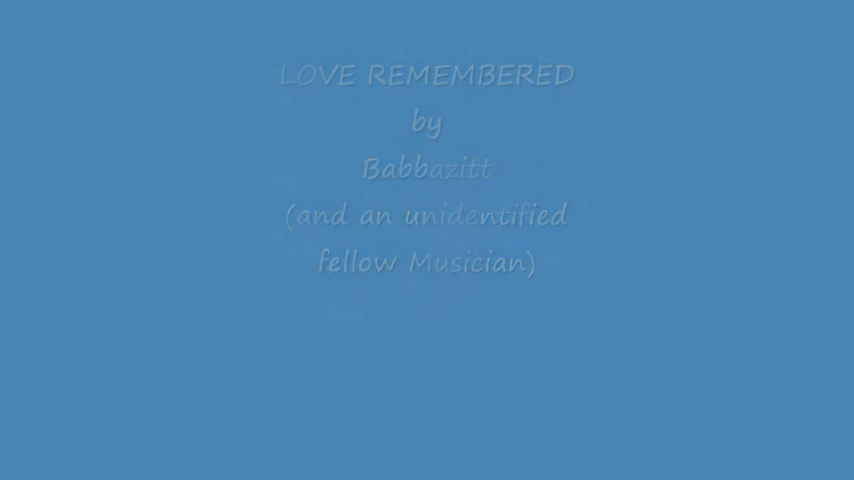 LOVE REMEMBERED
by
Babbazitt
(and an unidentified
fellow Musician)